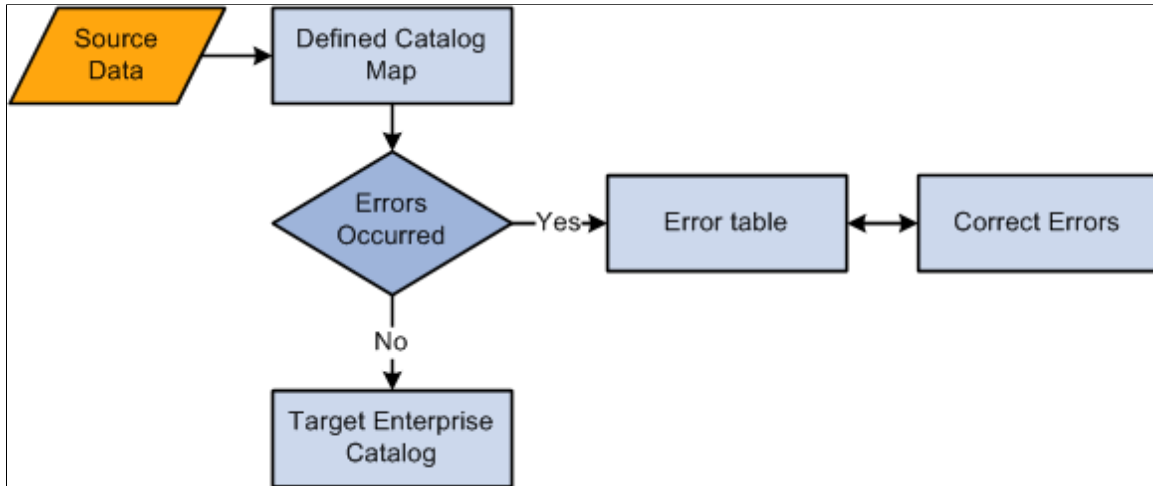 Source
Data
Defined Catalog
Map
Errors
Occurred
Yes
Error table
Correct Errors
No
Target Enterprise
Catalog